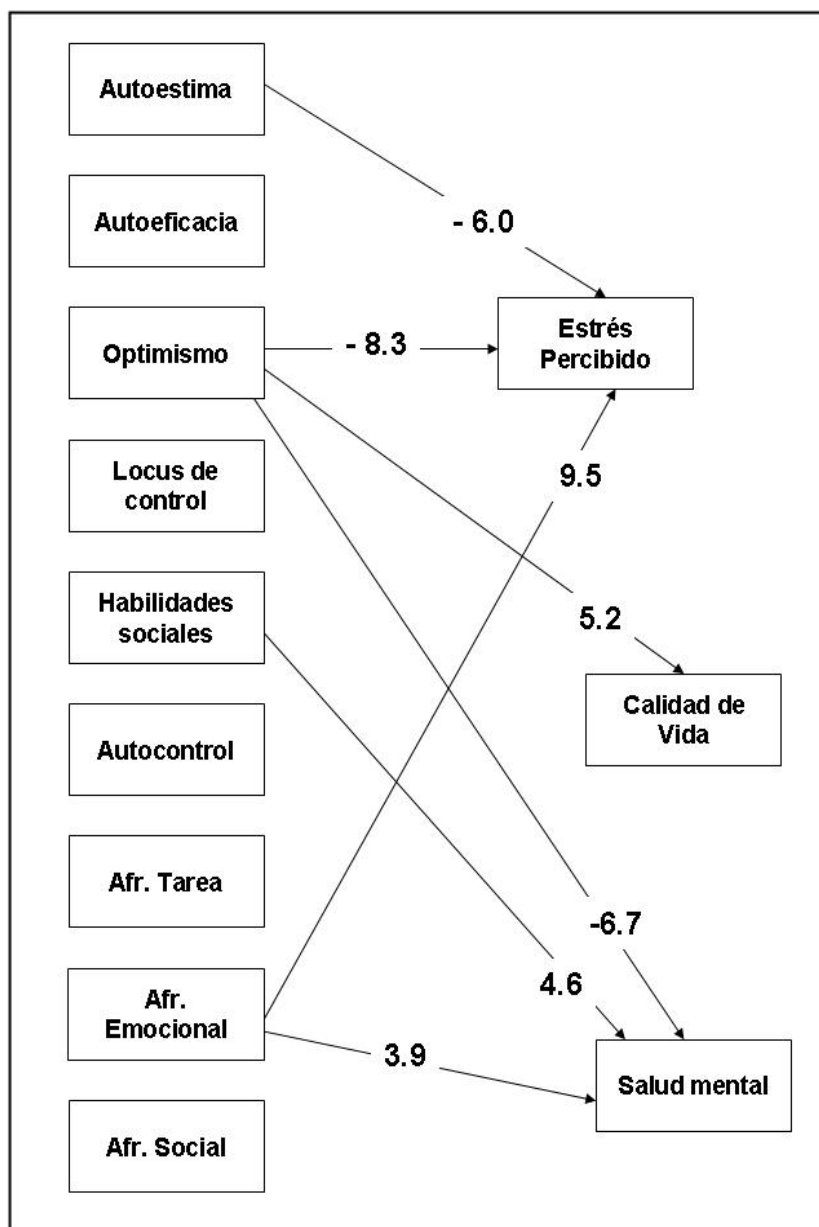 Autoestima
Autoeficacia
- 6.0
Optimismo
- 8.3
Estrés
Percibido
Locus de
control
9.5
Habilidades
sociales
5.2
Autocontrol
Calidad de
Vida
Afr. Tarea
-6.7
Afr.
Emocional
4.6
3.9
Salud mental
Afr. Social